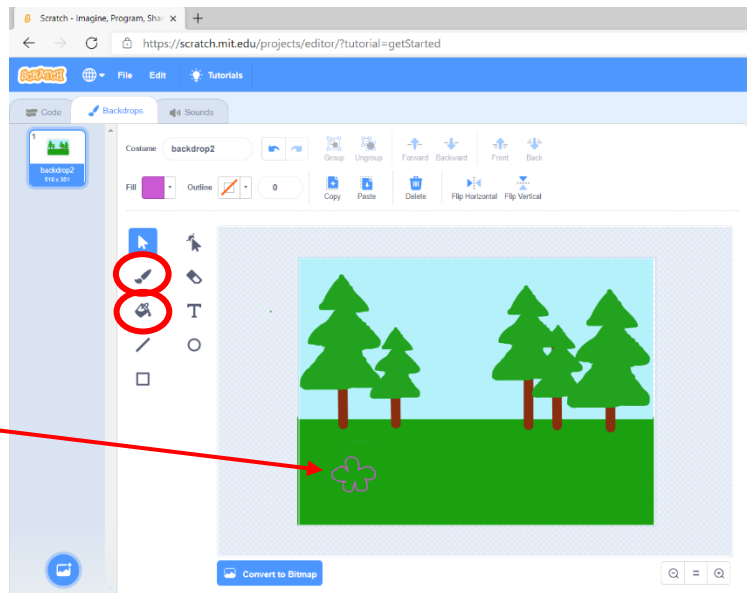 Scratch - Imagine, Program, Shar
https://scratch.mit.edu/projects/editor/?tutorial=getStarted
SCRATCH File Edit Tutorials
Code Backdrops Sounds
1
backdrop2
Costume backdrop2 Group Ungroup Forward Backward Front Back
Fill Outline 0 Copy Paste Delete Flip Horizontal Flip Vertical
T
Convert to Bitmap